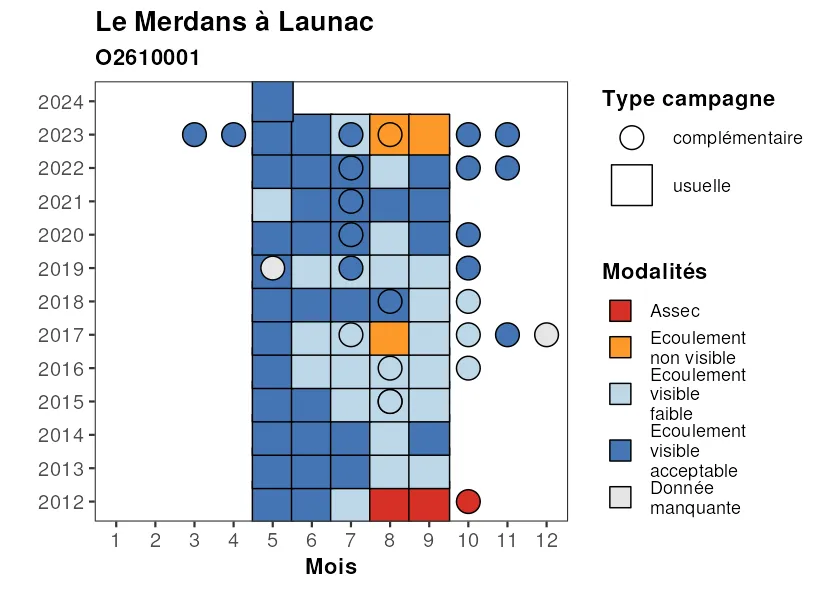 Le Merdans à Launac
O2610001
2024
2023
2022
2021
2020
2019
2018
2017
2016
2015
2014
2013
2012
1 2 3 4 5 6 7 8 9 10 11 12
Mois
Type campagne
complémentaire
usuelle
Modalités
Assec
Ecoulement
non visible
Ecoulement
visible
faible
Ecoulement
visible
acceptable
Donnée
manquante